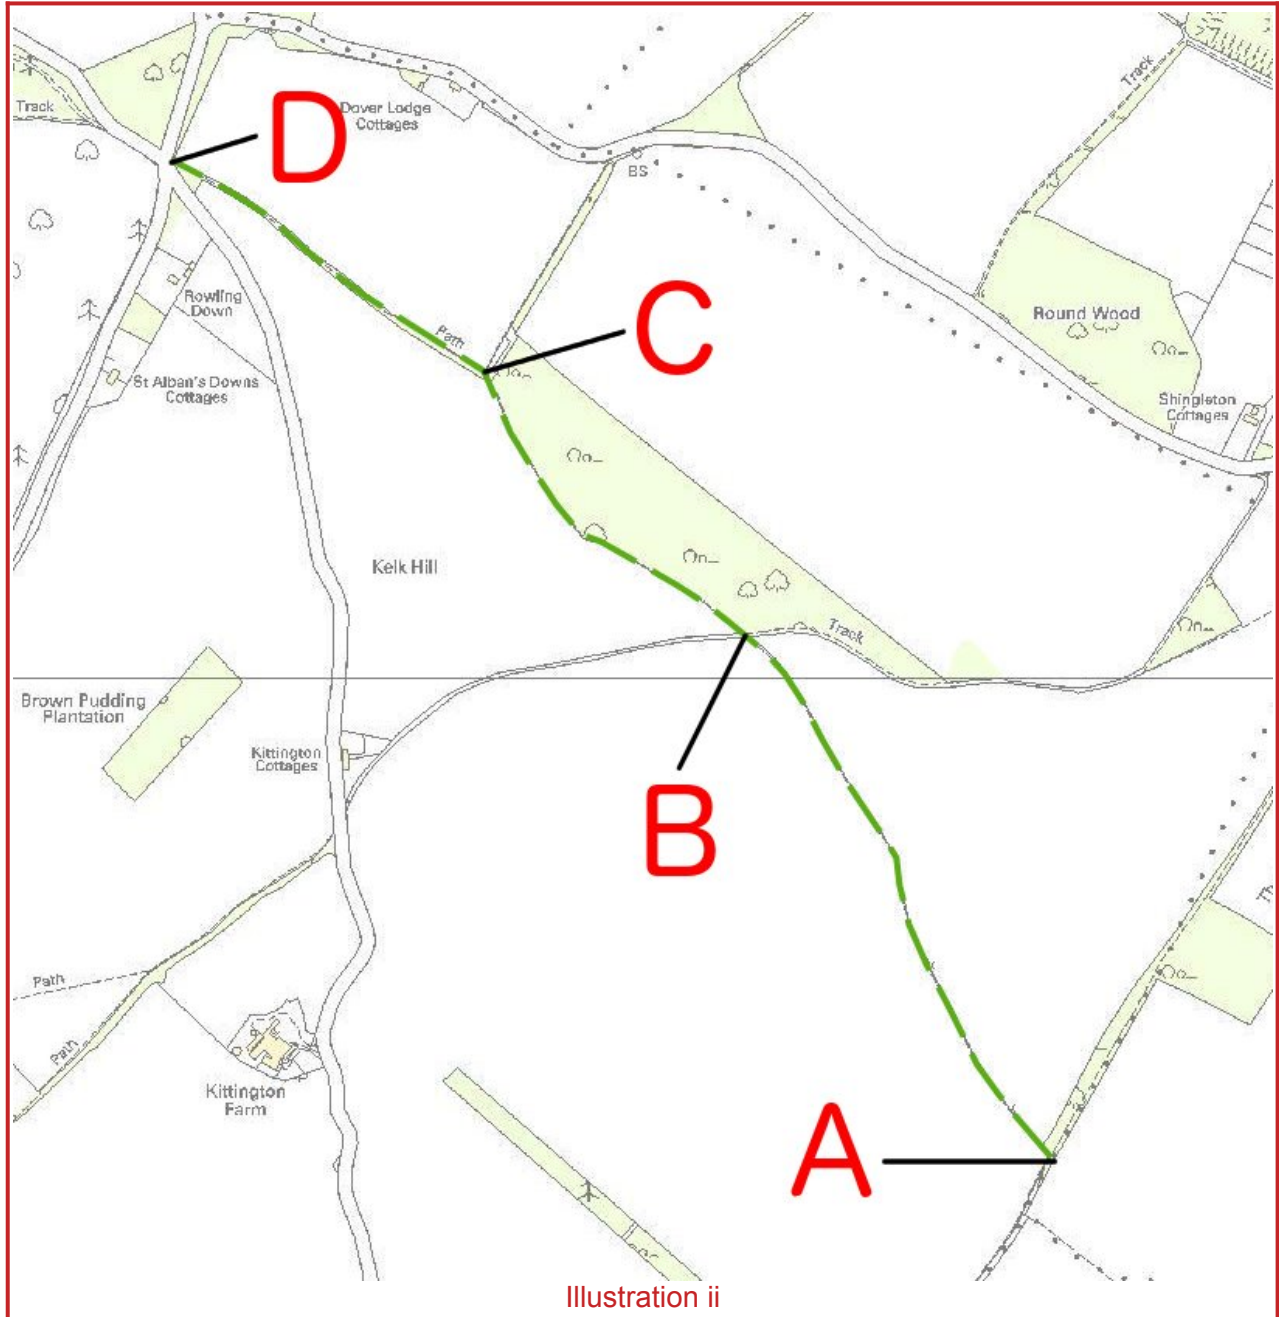 Track
Track
D
Dover Lodge
Cottages
BS
Rowling
Down
C
Round Wood
Path
St Alban's Downs
Cottages
Shingleton
Cottages
Kelk Hill
Track
Brown Pudding
Plantation
Kittington
Cottages
B
Path
Path
Kittington
Farm
A
Illustration ii